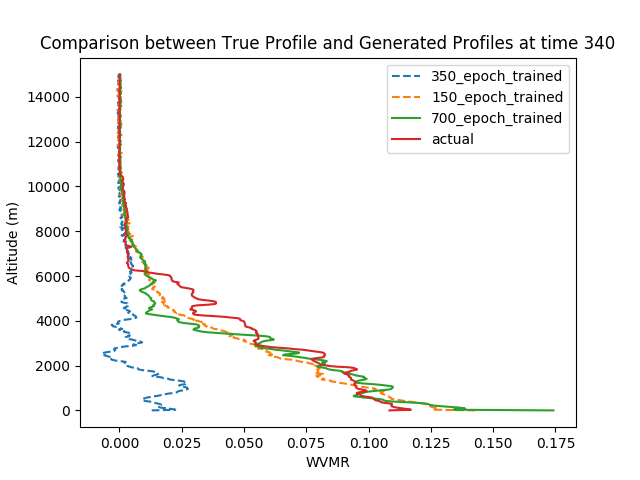 Comparison between True Profile and Generated Profiles at time 340
350_epoch_trained
150_epoch_trained
700_epoch_trained
actual
Altitude (m)
14000
12000
10000
8000
6000
4000
2000
0
0.000
0.025
0.050
0.075
0.100
0.125
0.150
0.175
WVMR